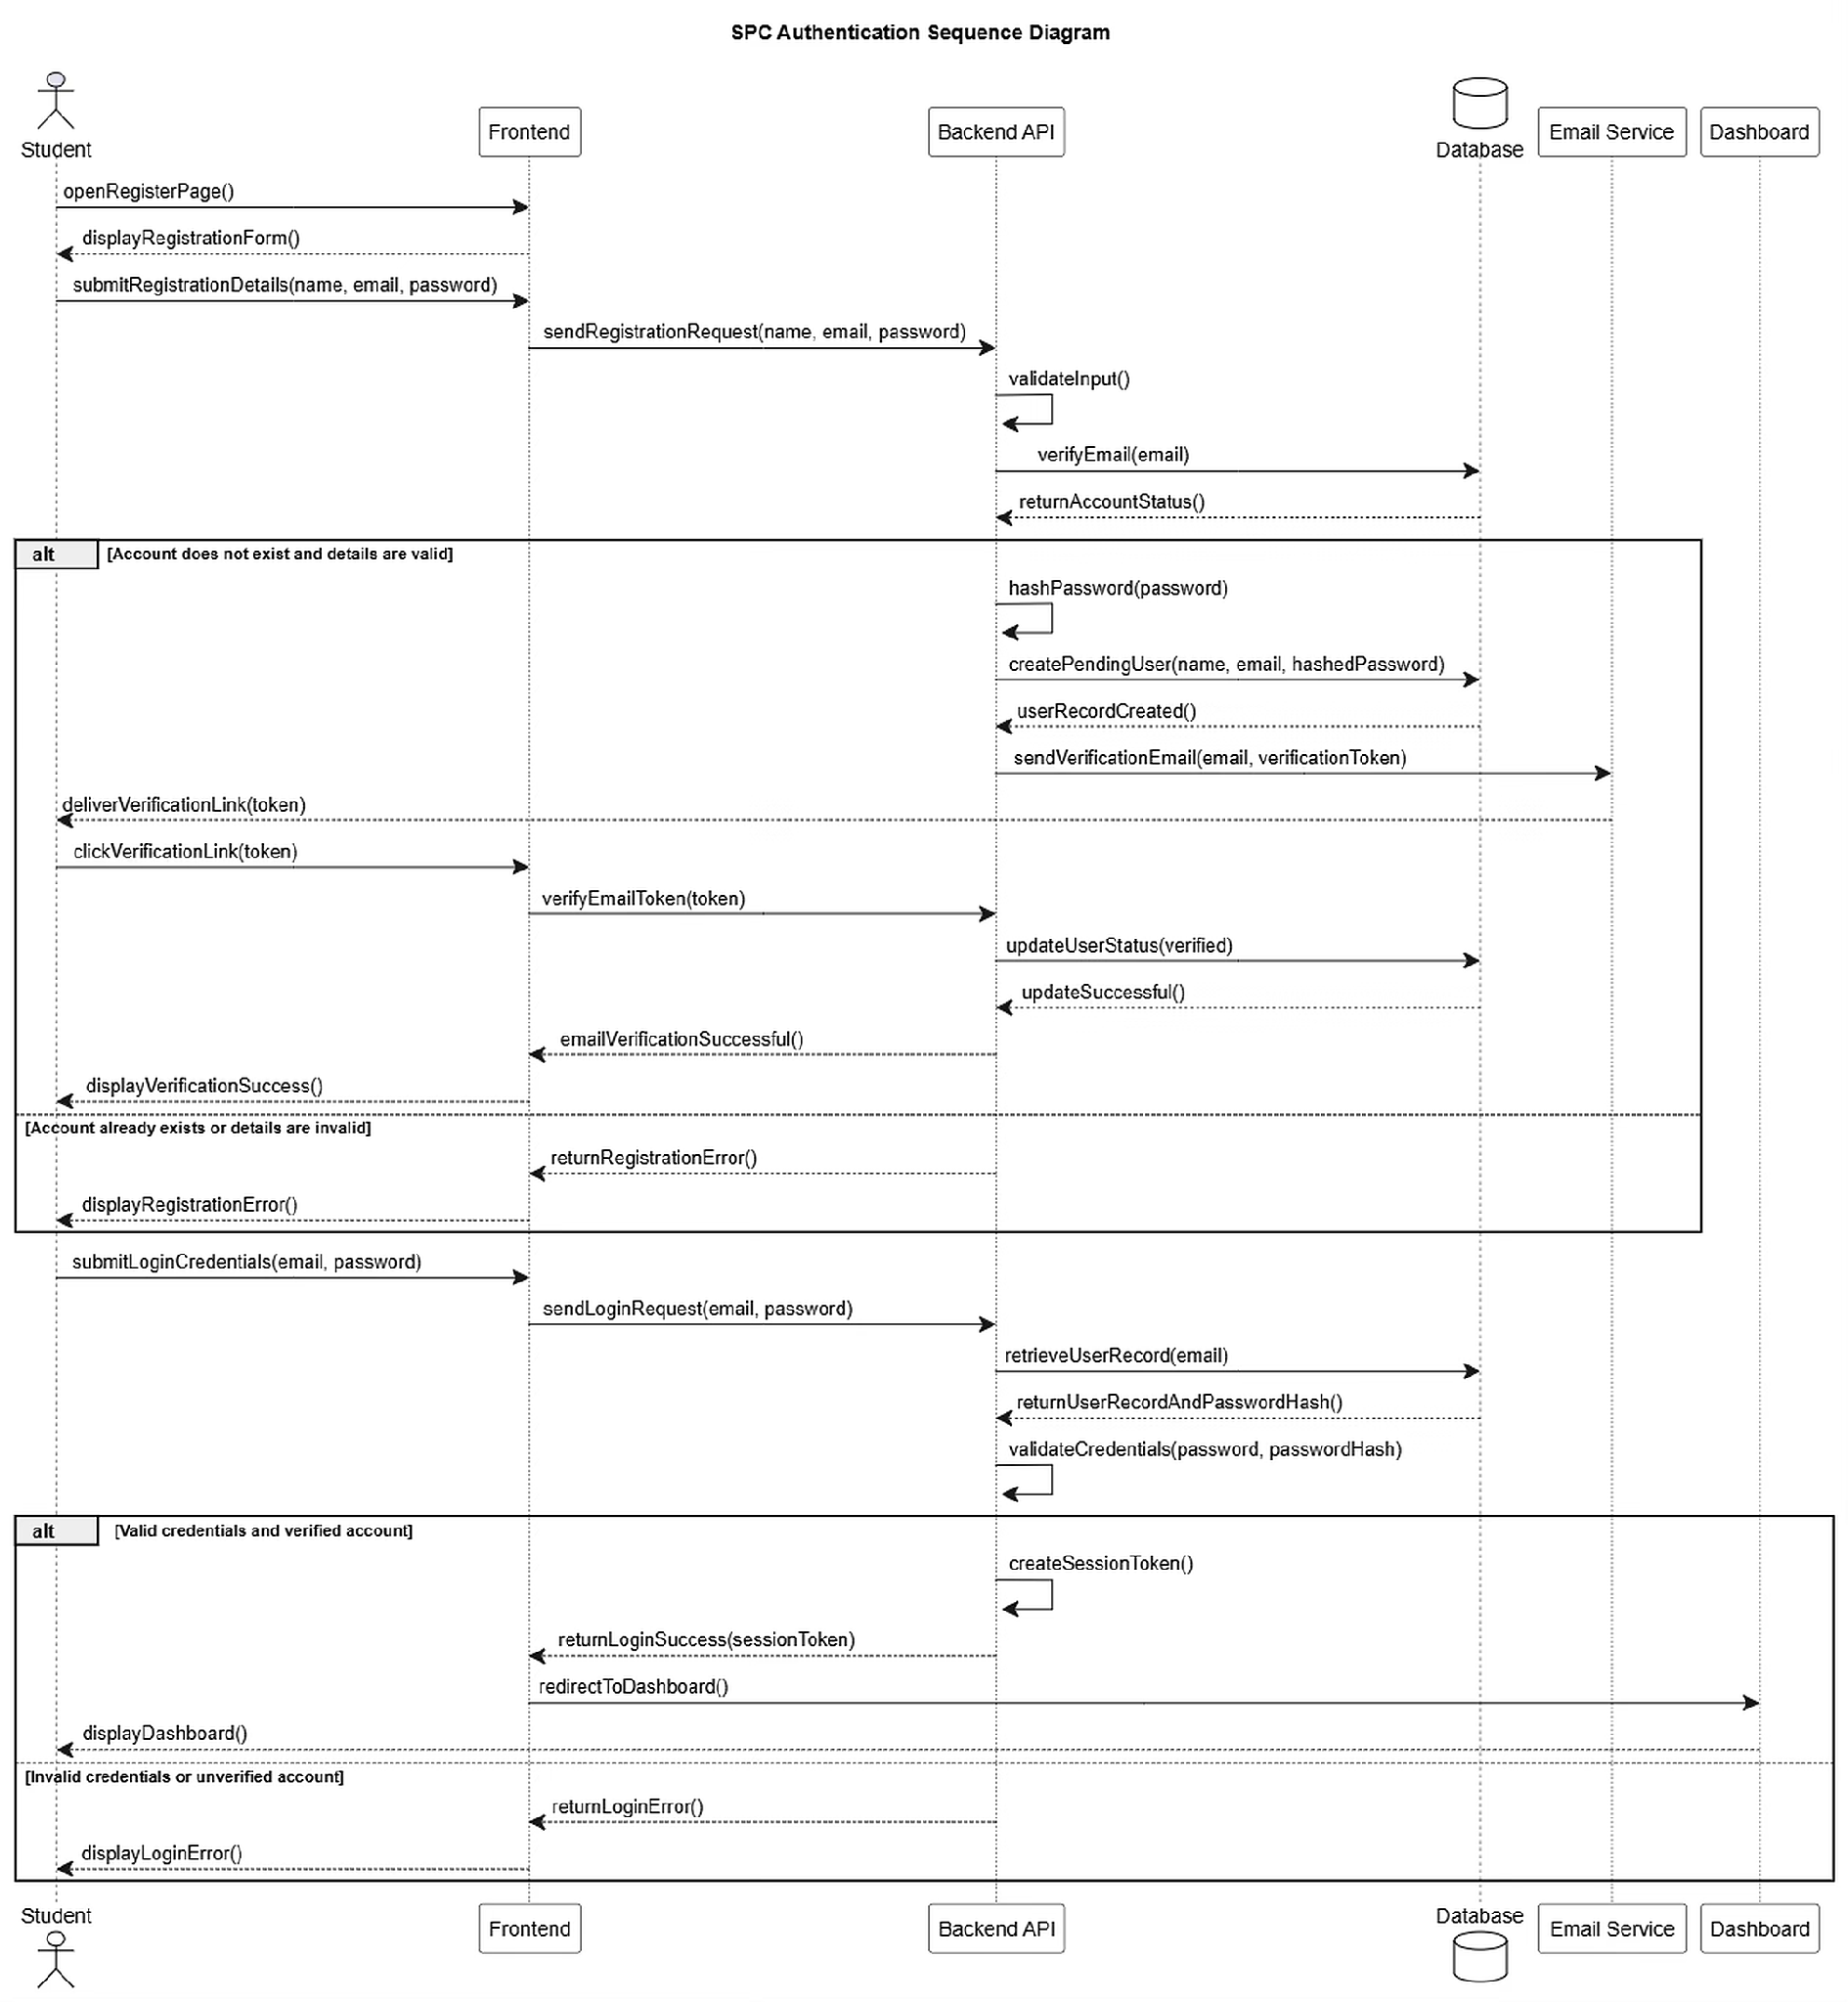 SPC Authentication Sequence Diagram
Student
Frontend
Backend API
Database
Email Service
Dashboard
openRegisterPage()
displayRegistrationForm()
submitRegistrationDetails(name, email, password)
sendRegistrationRequest(name, email, password)
validateInput()
verifyEmail(email)
returnAccountStatus()
alt [Account does not exist and details are valid]
hashPassword(password)
createPendingUser(name, email, hashedPassword)
userRecordCreated()
sendVerificationEmail(email, verificationToken)
deliverVerificationLink(token)
clickVerificationLink(token)
verifyEmailToken(token)
updateUserStatus(verified)
updateSuccessful()
emailVerificationSuccessful()
displayVerificationSuccess()
[Account already exists or details are invalid]
returnRegistrationError()
displayRegistrationError()
submitLoginCredentials(email, password)
sendLoginRequest(email, password)
retrieveUserRecord(email)
returnUserRecordAndPasswordHash()
validateCredentials(password, passwordHash)
alt [Valid credentials and verified account]
createSessionToken()
returnLoginSuccess(sessionToken)
redirectToDashboard()
displayDashboard()
[Invalid credentials or unverified account]
returnLoginError()
displayLoginError()
Student
Frontend
Backend API
Database
Email Service
Dashboard